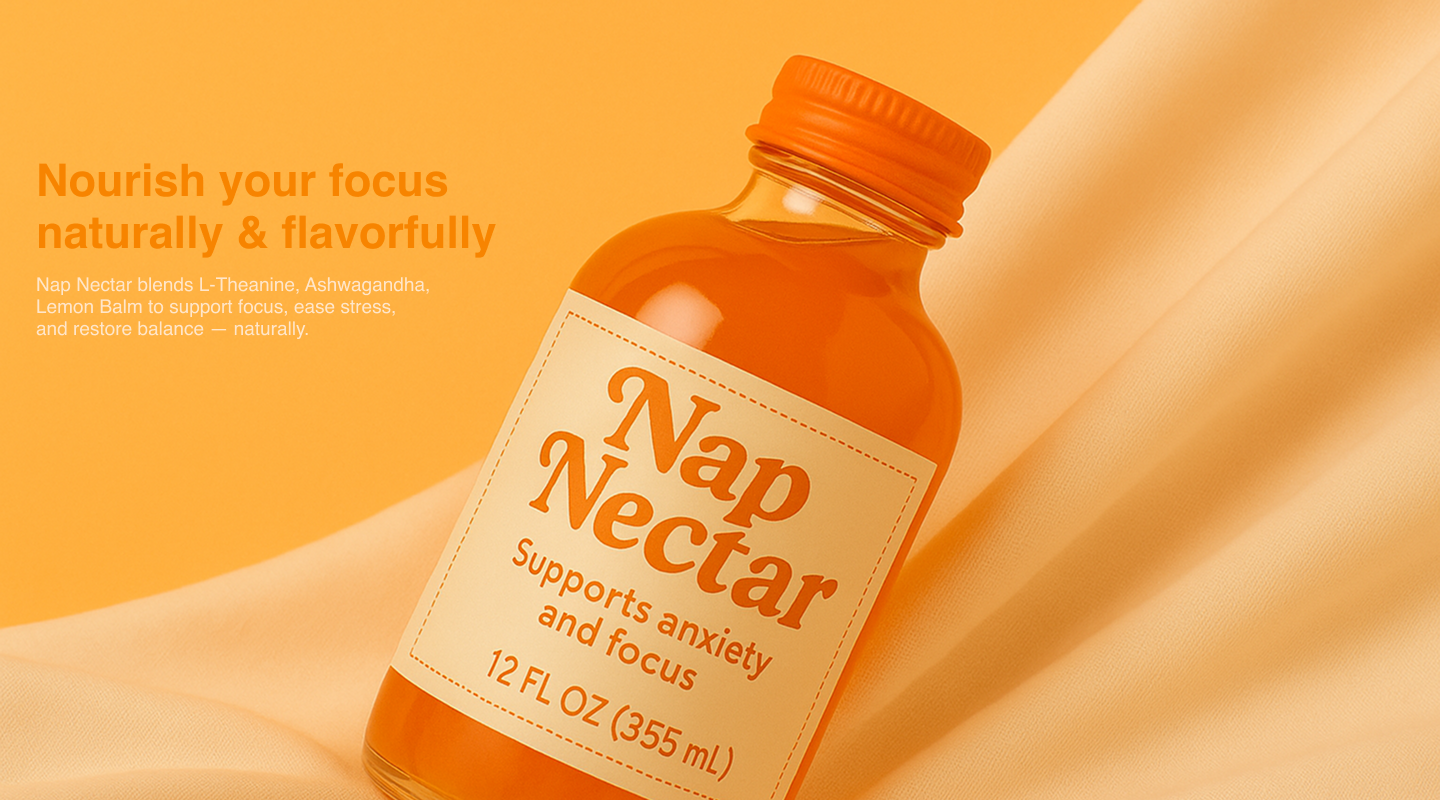 Nourish your focus
naturally & flavorfully
Nap Nectar blends L-Theanine, Ashwagandha,
Lemon Balm to support focus, ease stress,
and restore balance — naturally.
Nap
Nectar
Supports anxiety
and focus
12 FL OZ (355 mL)